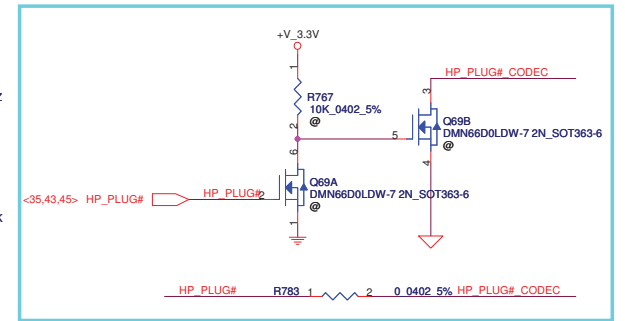 +V_3.3V
1
HP_PLUG#_CODEC
3
Z
R767
10K_0402_5%
@
2
Q69B
DMN66D0LDW-7 2N_SOT363-6
@
5
6
4
Q69A
DMN66D0LDW-7 2N_SOT363-6
@
<35,43,45> HP_PLUG# HP_PLUG# 2
1
K
HP_PLUG# R783 1 2 0_0402_5% HP_PLUG#_CODEC